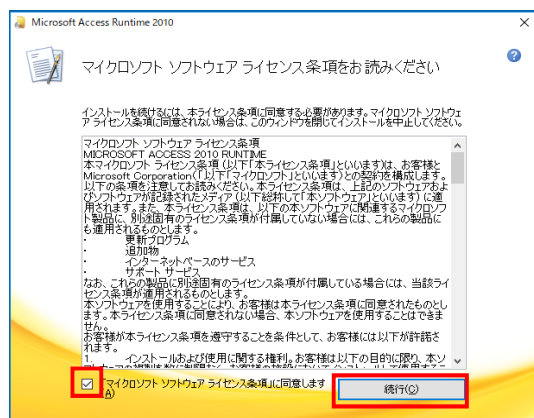 Microsoft Access Runtime 2010
マイクロソフト ソフトウェア ライセンス条項をお読みください
インストールを続けるには、本ライセンス条項に同意する必要があります。マイクロソフト ソフトウェ
ア ライセンス条項に同意されない場合は、このウィンドウを閉じてインストールを中止してください。
マイクロソフト ソフトウェア ライセンス条項
MICROSOFT ACCESS 2010 RUNTIME
本マイクロソフト ライセンス条項 (以下「本ライセンス条項」といいます) は、お客様と
Microsoft Corporation (以下「マイクロソフト」といいます) との契約を構成します。
以下の条項を注意してお読みください。本ライセンス条項は、上記のソフトウェアおよ
びソフトウェアが記録されたメディア (以下総称して「本ソフトウェア」といいます) に適
用されます。また、本ライセンス条項は、以下の本ソフトウェアに関連するマイクロソフ
ト製品に、別途固有のライセンス条項が付属していない場合には、これらの製品に
も適用されるものとします。
・ 更新プログラム
・ 追加物
・ インターネットベースのサービス
・ サポート サービス
なお、これらの製品に別途固有のライセンス条項が付属している場合には、当該ライ
センス条項が適用されるものとします。
本ソフトウェアを使用することにより、お客様は本ライセンス条項に同意されたものとし
ます。本ライセンス条項に同意されない場合、本ソフトウェアを使用することはできま
せん。
お客様が本ライセンス条項を遵守することを条件として、お客様には以下が許諾さ
れます。
1. インストールおよび使用に関する権利。お客様は以下の目的に限り、本ソ
「マイクロソフト ソフトウェア ライセンス条項」に同意します
(A)
続行(C)